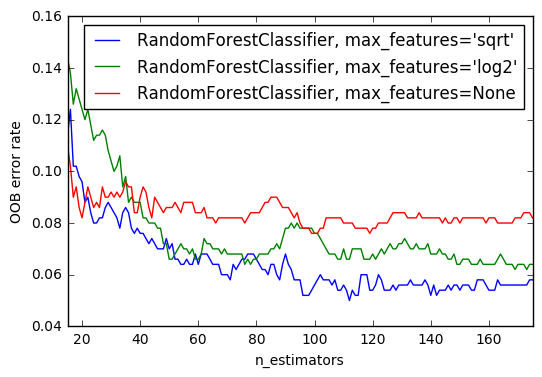 0.16
0.14
0.12
0.10
0.08
0.06
0.04
OOB error rate
RandomForestClassifier, max_features='sqrt'
RandomForestClassifier, max_features='log2'
RandomForestClassifier, max_features=None
20 40 60 80 100 120 140 160
n_estimators